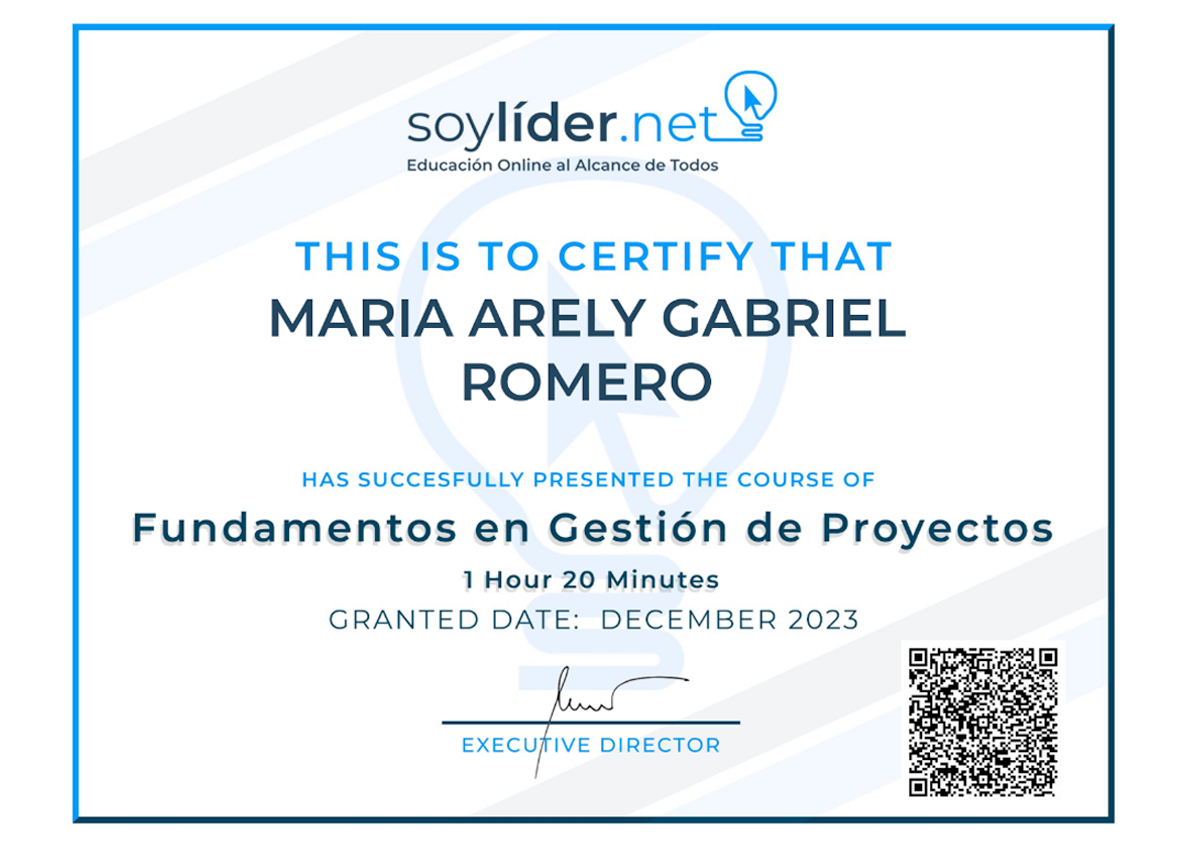 soylíder.net
Educación Online al Alcance de Todos
THIS IS TO CERTIFY THAT
MARIA ARELY GABRIEL
ROMERO
HAS SUCCESFULLY PRESENTED THE COURSE OF
Fundamentos en Gestión de Proyectos
1 Hour 20 Minutes
GRANTED DATE: DECEMBER 2023
EXECUTIVE DIRECTOR